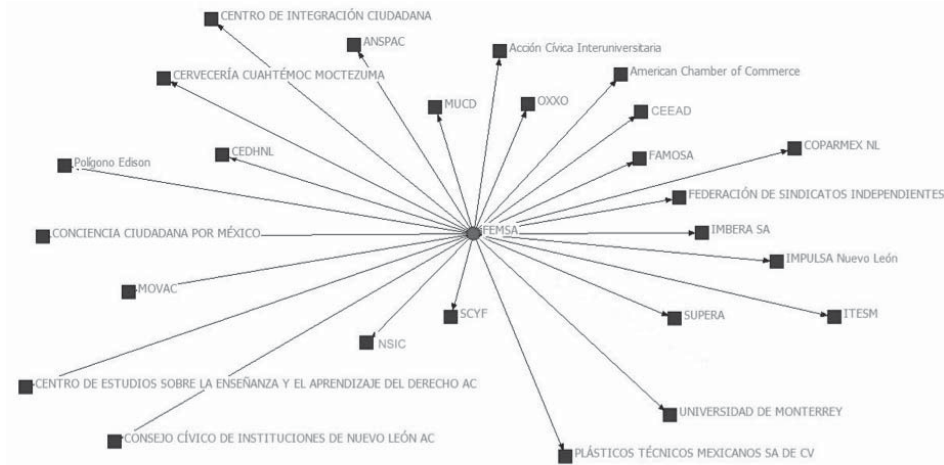 CENTRO DE INTEGRACIÓN CIUDADANA
ANSPAC
Acción Cívica Interuniversitaria
CERVECERÍA CUAHTÉMOC MOCTEZUMA
American Chamber of Commerce
MUCD
OXXO
CEEAD
CEDHNL
COPARMEX NL
Polígono Edison
FAMOSA
FEDERACIÓN DE SINDICATOS INDEPENDIENTES
CONCIENCIA CIUDADANA POR MÉXICO
FEMSA
IMBERA SA
IMPULSA Nuevo León
MOVAC
SCYF
SUPERA
ITESM
NSIC
CENTRO DE ESTUDIOS SOBRE LA ENSEÑANZA Y EL APRENDIZAJE DEL DERECHO AC
UNIVERSIDAD DE MONTERREY
CONSEJO CÍVICO DE INSTITUCIONES DE NUEVO LEÓN AC
PLÁSTICOS TÉCNICOS MEXICANOS SA DE CV